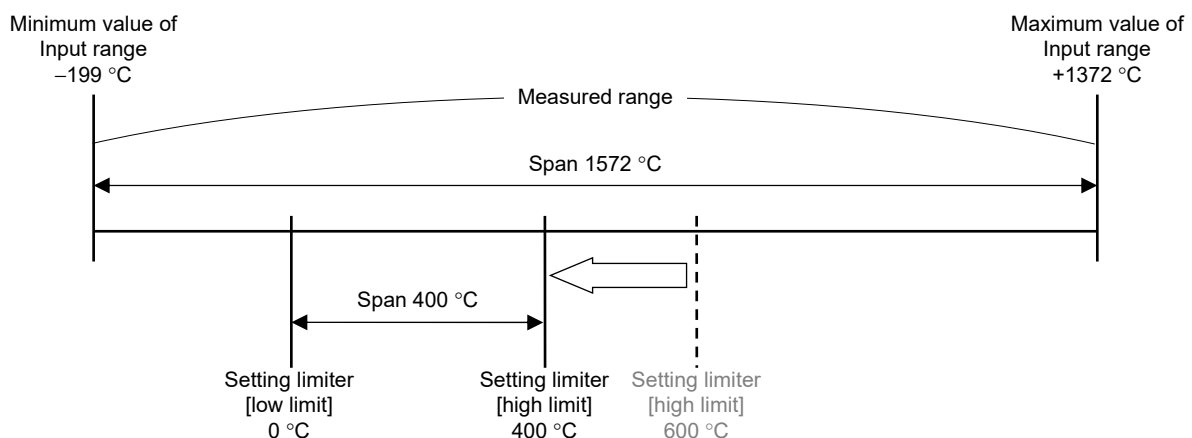 Minimum value of
Input range
−199 °C
Maximum value of
Input range
+1372 °C
Measured range
Span 1572 °C
Span 400 °C
Setting limiter
[low limit]
0 °C
Setting limiter
[high limit]
400 °C
Setting limiter
[high limit]
600 °C